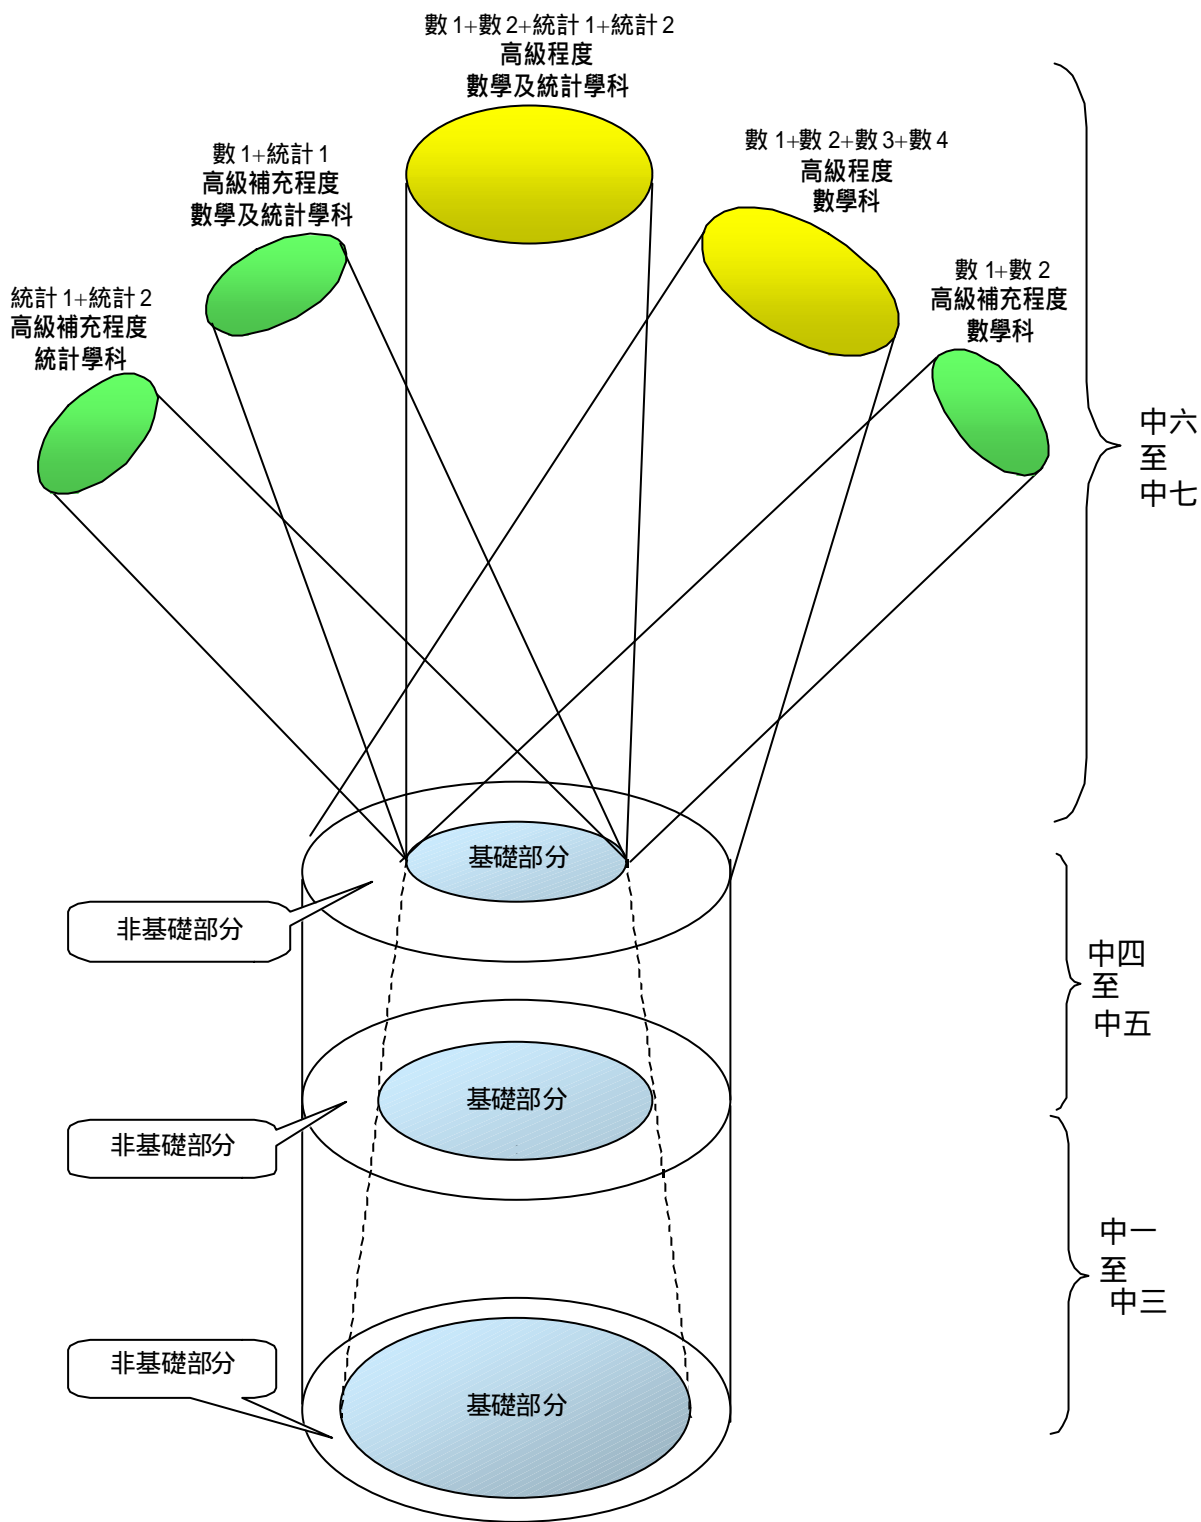 數 1+數 2+統計 1+統計 2
高級程度
數學及統計學科
數 1+統計 1
高級補充程度
數學及統計學科
數 1+數 2+數 3+數 4
高級程度
數學科
統計 1+統計 2
高級補充程度
統計學科
數 1+數 2
高級補充程度
數學科
中六
至
中七
基礎部分
非基礎部分
中四
至
中五
基礎部分
非基礎部分
中一
至
中三
非基礎部分
基礎部分